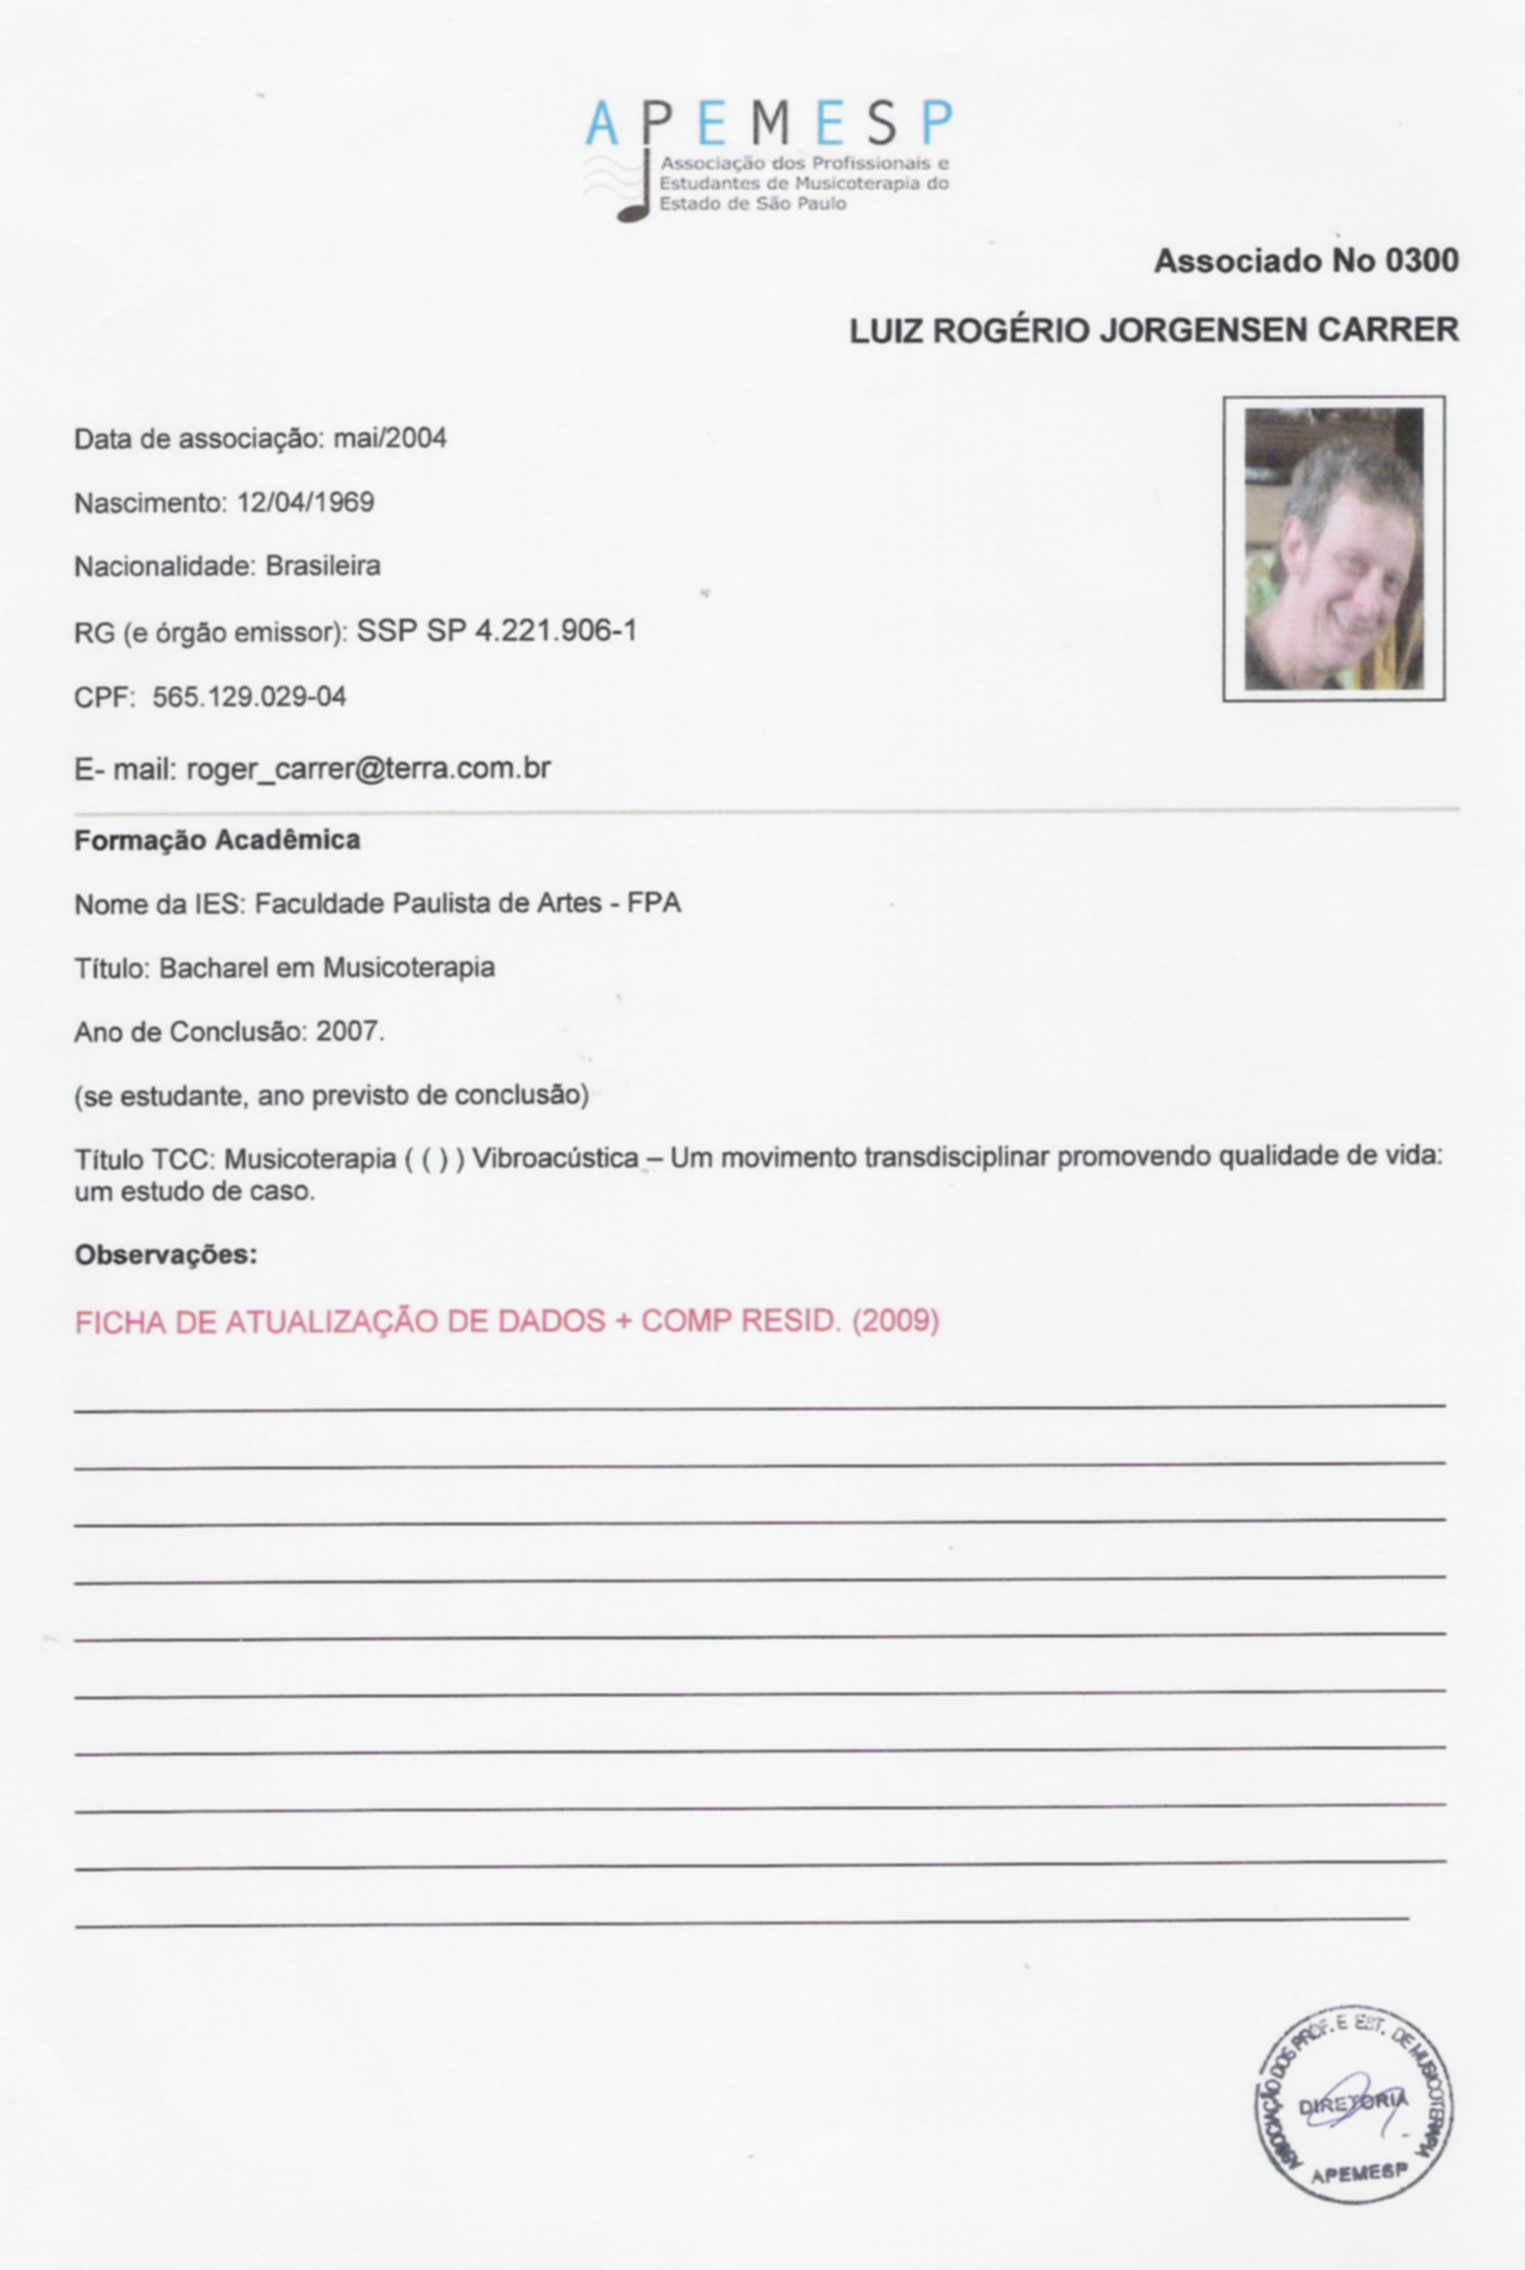 APEMESP
Associação dos Profissionais e
Estudantes de Musicoterapia do
Estado de São Paulo
Associado No 0300
LUIZ ROGÉRIO JORGENSEN CARRER
Data de associação: mai/2004
Nascimento: 12/04/1969
Nacionalidade: Brasileira
RG (e órgão emissor): SSP SP 4.221.906-1
CPF: 565.129.029-04
E- mail: roger_carrer@terra.com.br
Formação Acadêmica
Nome da IES: Faculdade Paulista de Artes - FPA
Título: Bacharel em Musicoterapia
Ano de Conclusão: 2007.
(se estudante, ano previsto de conclusão)
Título TCC: Musicoterapia ( ( ) ) Vibroacústica – Um movimento transdisciplinar promovendo qualidade de vida:
um estudo de caso.
Observações:
FICHA DE ATUALIZAÇÃO DE DADOS + COMP RESID. (2009)
ASSOCIAÇÃO DOS PROF. E EST. DE MUSICOTERAPIA
DIRETORIA
APEMESP